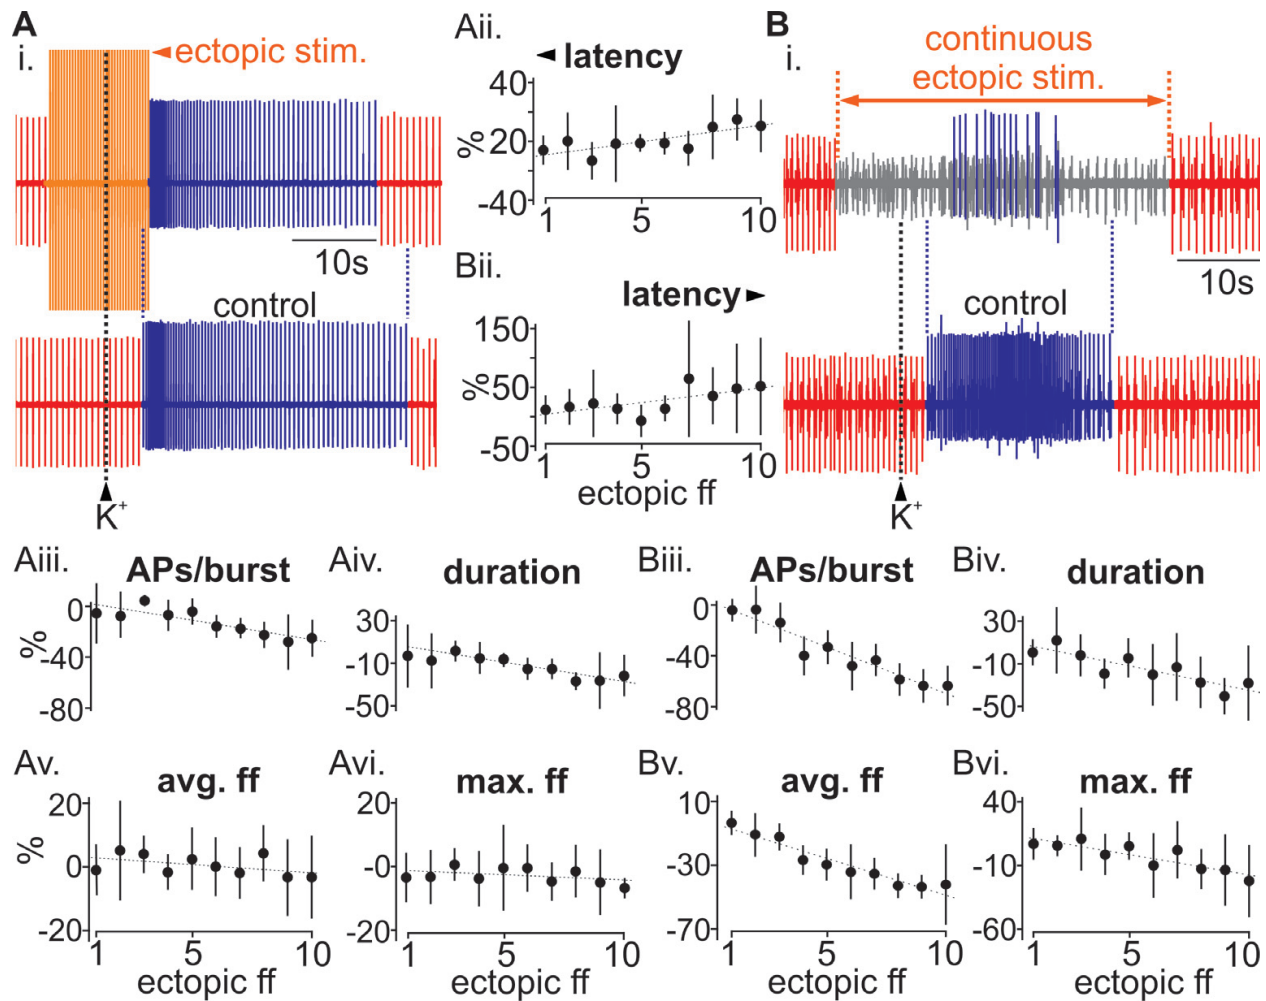 A
i.
◄ectopic stim.
10s
control
K⁺
Aii.
◄ latency
40
20
-40
%
1
5
10
Bii.
latency►
150
50
-50
%
1
5
10
ectopic ff
B
i.
continuous
ectopic stim.
10s
control
K⁺
Aiii.
APs/burst
0
-40
-80
%
Aiv.
duration
30
-10
-50
Biii.
APs/burst
0
-40
-80
Biv.
duration
30
-10
-50
Av.
avg. ff
20
0
-20
%
1
5
10
ectopic ff
Avi.
max. ff
20
0
-20
1
5
10
ectopic ff
Bv.
avg. ff
10
-30
-70
1
5
10
ectopic ff
Bvi.
max. ff
40
-10
-60
1
5
10
ectopic ff